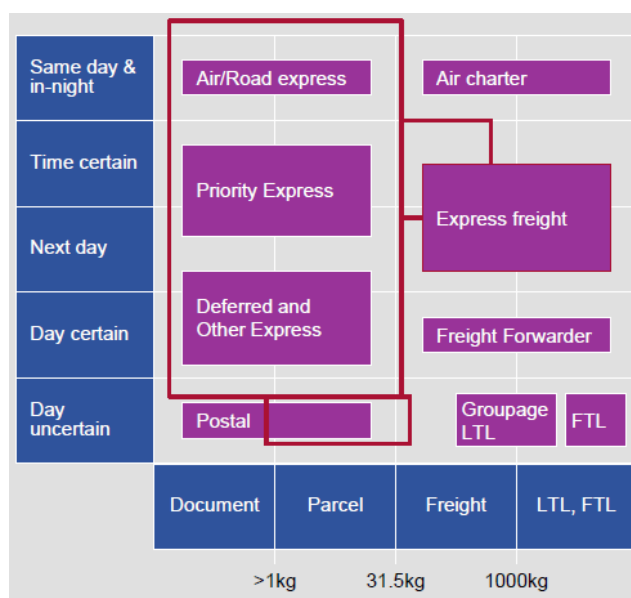 Same day &
in-night
Air/Road express
Air charter
Time certain
Priority Express
Express freight
Next day
Deferred and
Other Express
Day certain
Freight Forwarder
Day
uncertain
Postal
Groupage
LTL
FTL
Document
Parcel
Freight
LTL, FTL
>1kg
31.5kg
1000kg